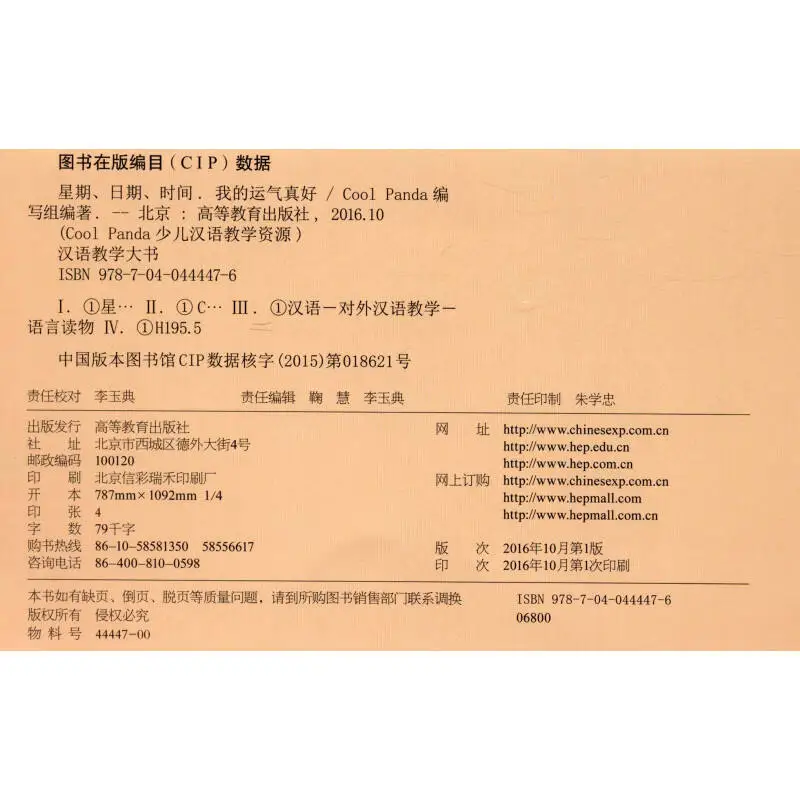 图书在版编目(CIP)数据
星期、日期、时间．我的运气真好 / Cool Panda 编
写组编著．-- 北京 : 高等教育出版社, 2016.10
(Cool Panda 少儿汉语教学资源)
汉语教学大书
ISBN 978-7-04-044447-6
Ⅰ．①星… Ⅱ．①C… Ⅲ．①汉语－对外汉语教学－
语言读物 Ⅳ．①H195.5
中国版本图书馆CIP数据核字(2015)第018621号
责任校对 李玉典 责任编辑 鞠 慧 李玉典 责任印制 朱学忠
出版发行 高等教育出版社
社 址 北京市西城区德外大街4号
邮政编码 100120
印 刷 北京信彩瑞禾印刷厂
开 本 787mm×1092mm 1/4
印 张 4
字 数 79千字
购书热线 86-10-58581350 58556617
咨询电话 86-400-810-0598
网 址 http://www.chinesexp.com.cn
http://www.hep.edu.cn
http://www.hep.com.cn
网上订购 http://www.chinesexp.com.cn
http://www.hepmall.com
http://www.hepmall.com.cn
版 次 2016年10月第1版
印 次 2016年10月第1次印刷
本书如有缺页、倒页、脱页等质量问题，请到所购图书销售部门联系调换
版权所有 侵权必究
物 料 号 44447-00
ISBN 978-7-04-044447-6
06800